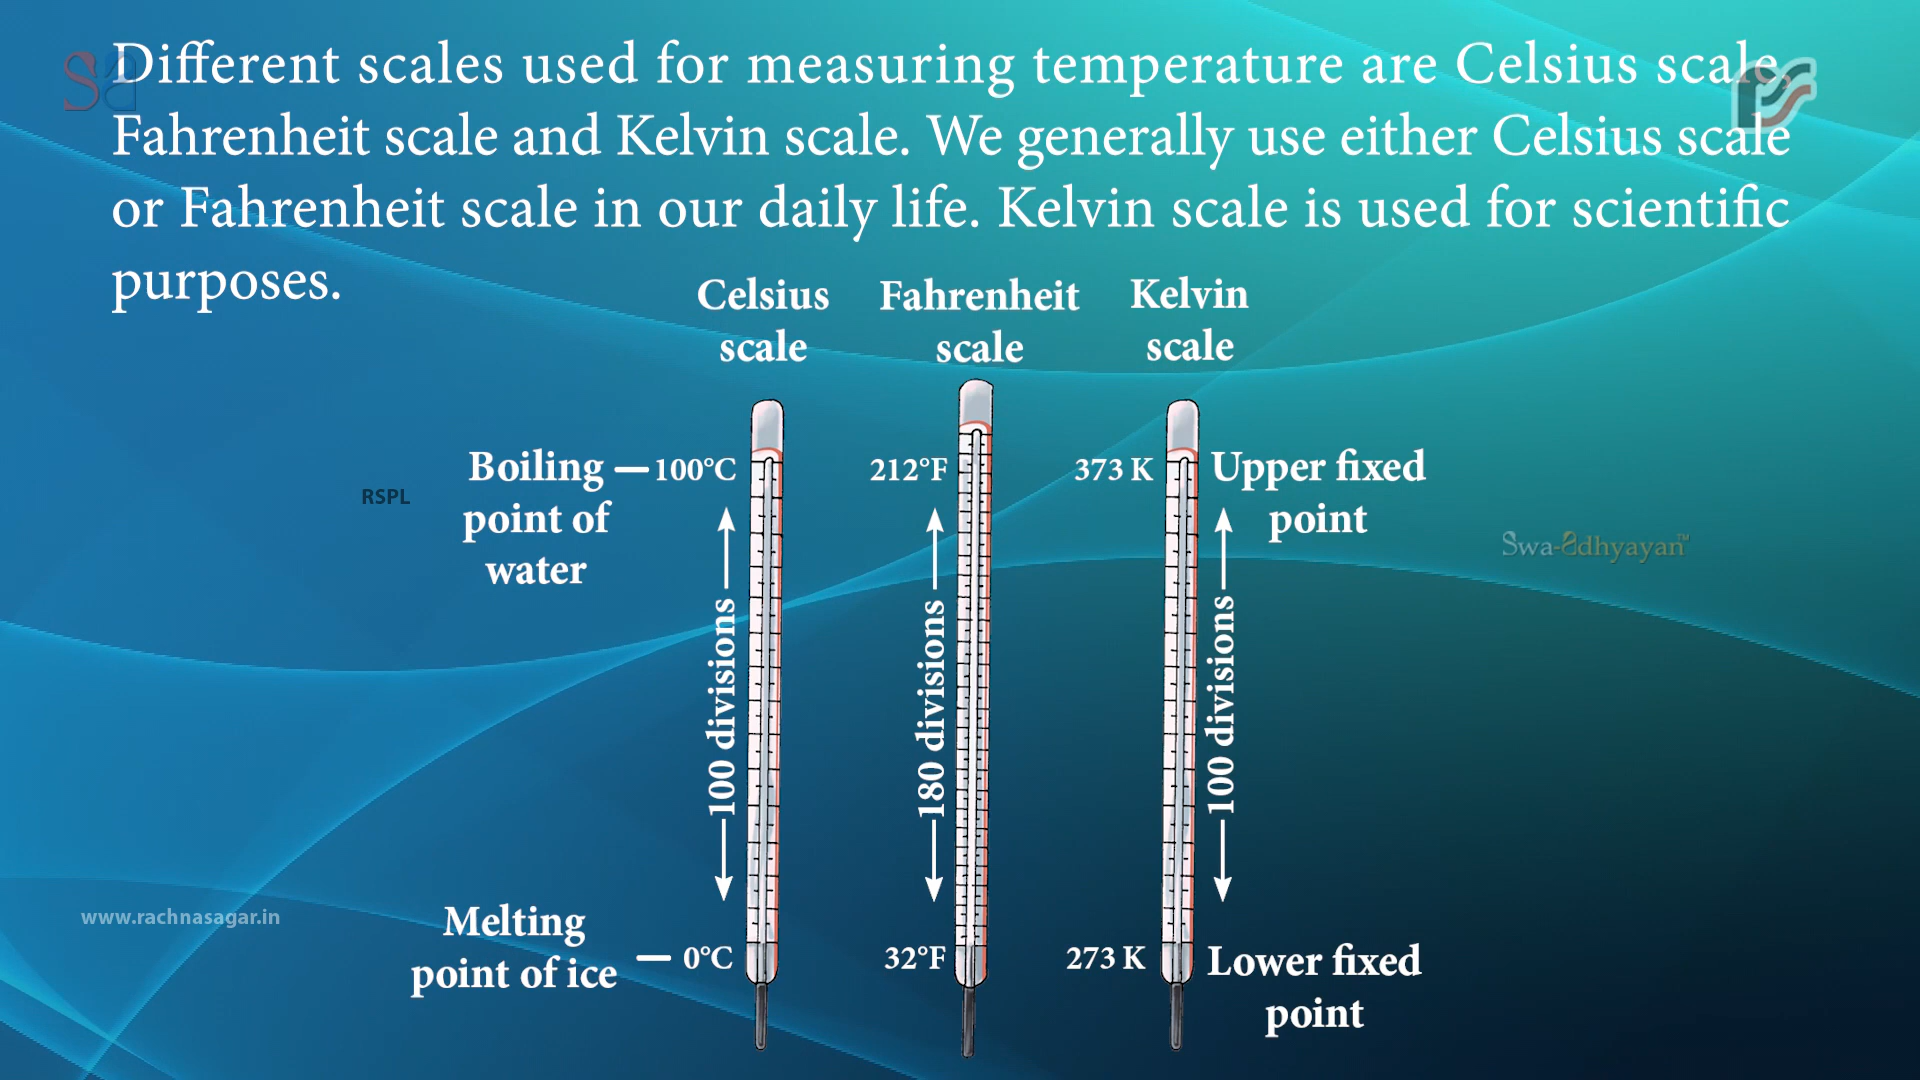 Different scales used for measuring temperature are Celsius scale,
Fahrenheit scale and Kelvin scale. We generally use either Celsius scale
or Fahrenheit scale in our daily life. Kelvin scale is used for scientific
purposes.
Celsius
scale
Fahrenheit
scale
Kelvin
scale
Boiling
point of
water
100°C
212°F
373 K
Upper fixed
point
100 divisions
180 divisions
100 divisions
Melting
point of ice
0°C
32°F
273 K
Lower fixed
point
sa
RSPL
Swa-adhyayan™
www.rachnasagar.in